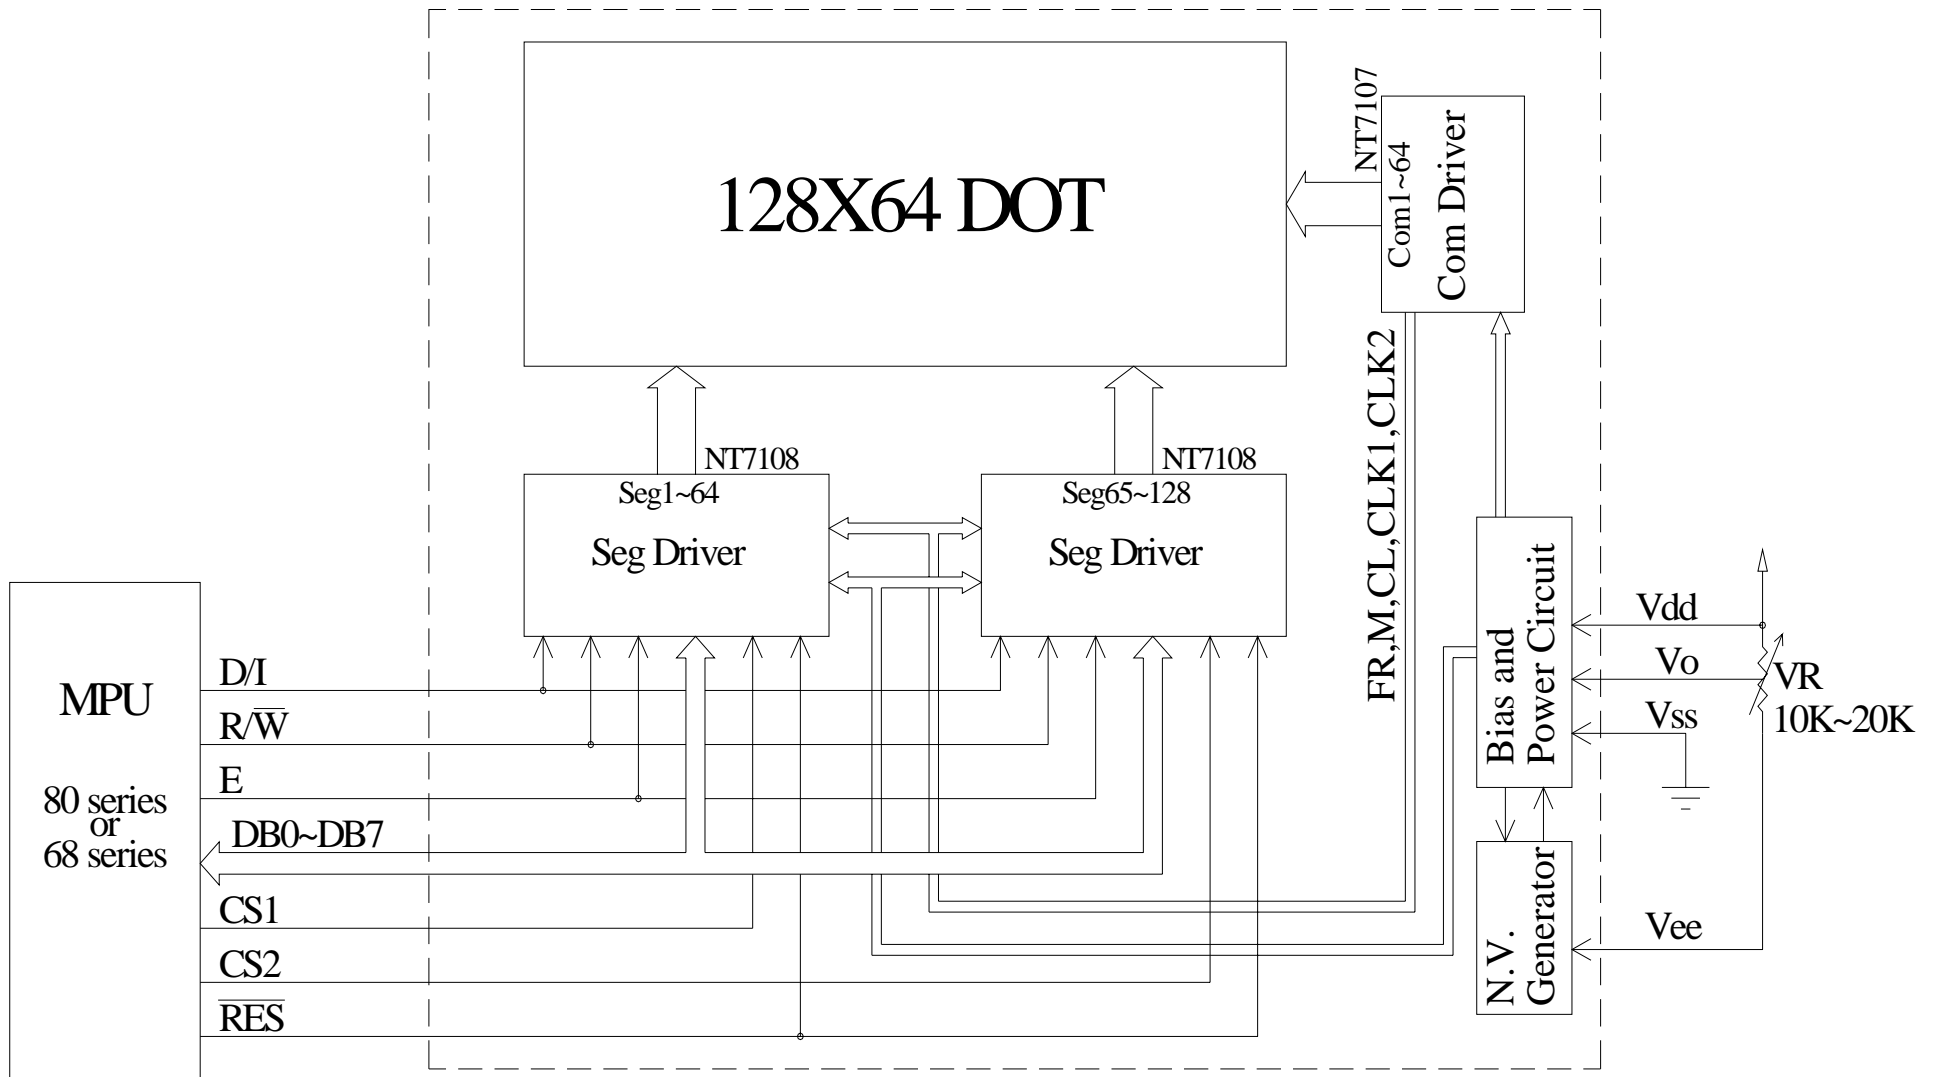 128X64 DOT
NT7107
Com1~64
Com Driver
FR,M,CL,CLK1,CLK2
NT7108
Seg1~64
Seg Driver
NT7108
Seg65~128
Seg Driver
MPU
80 series
or
68 series
D/I
R/W̅
E
DB0~DB7
CS1
CS2
R̅E̅S̅
Bias and
Power Circuit
N.V.
Generator
Vdd
Vo
Vss
Vee
VR
10K~20K